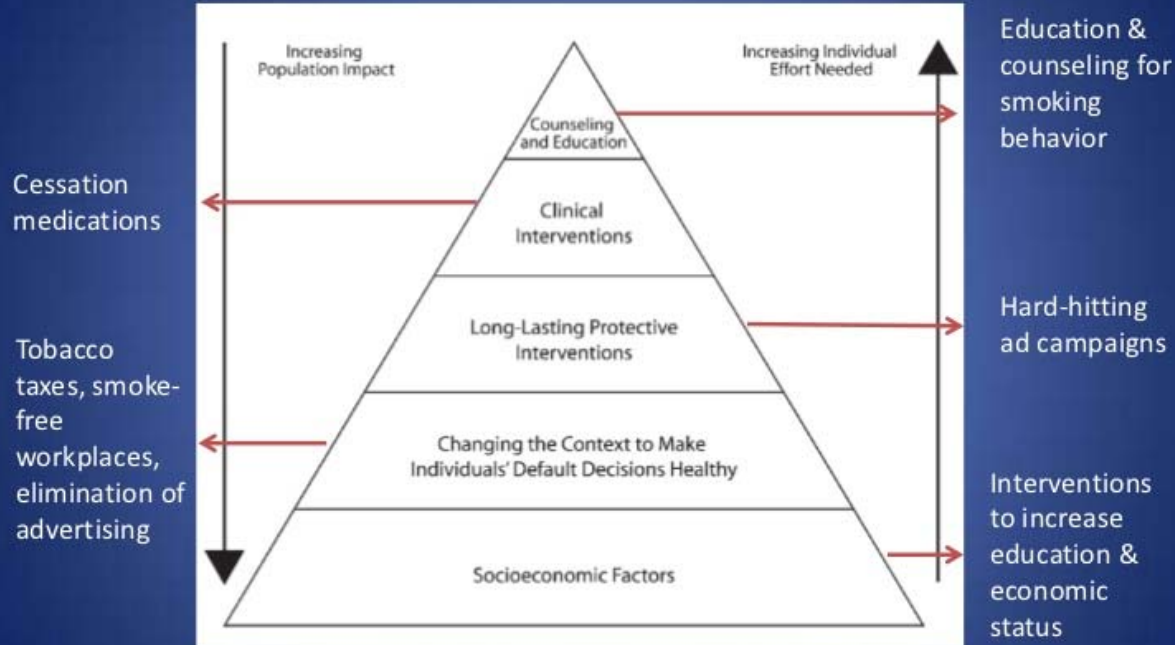 Increasing
Population Impact
Increasing Individual
Effort Needed
Education &
counseling for
smoking
behavior
Counseling
and Education
Cessation
medications
Clinical
Interventions
Long-Lasting Protective
Interventions
Hard-hitting
ad campaigns
Tobacco
taxes, smoke-
free
workplaces,
elimination of
advertising
Changing the Context to Make
Individuals' Default Decisions Healthy
Socioeconomic Factors
Interventions
to increase
education &
economic
status